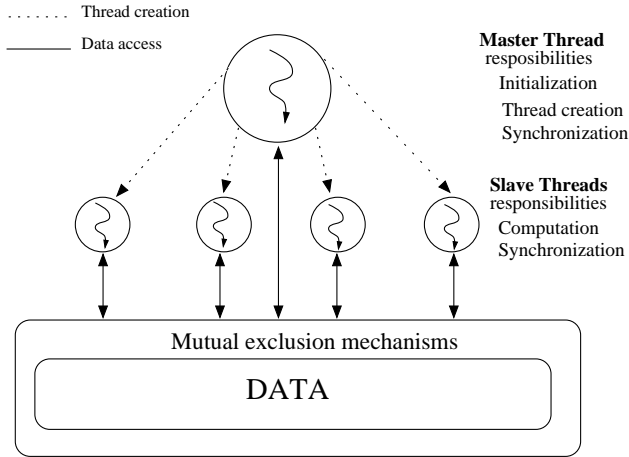 Thread creation
Data access
Master Thread
resposibilities
Initialization
Thread creation
Synchronization
Slave Threads
responsibilities
Computation
Synchronization
Mutual exclusion mechanisms
DATA